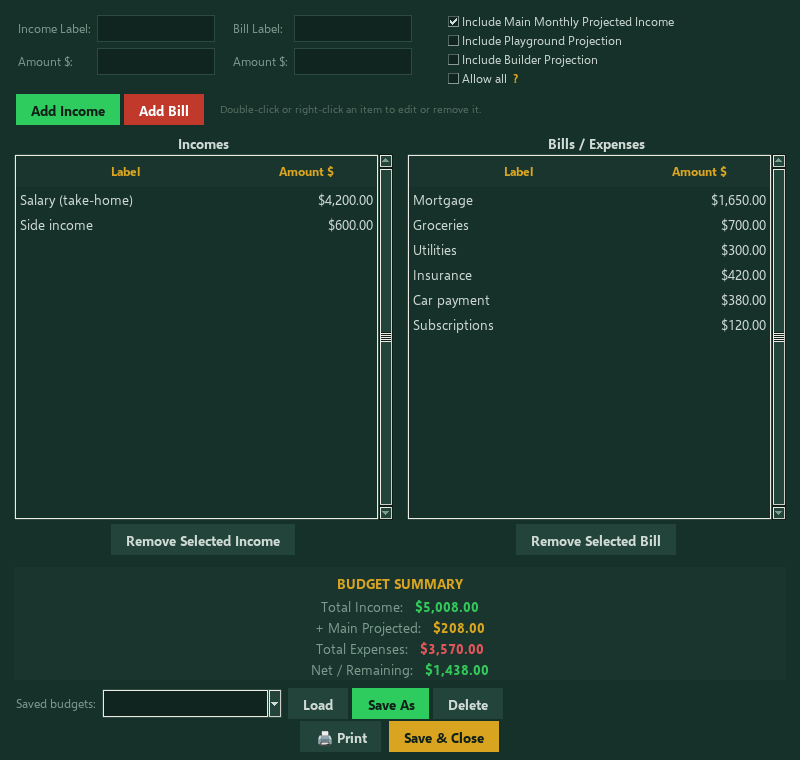 Income Label: Bill Label:
Amount $: Amount $:
Include Main Monthly Projected Income
Include Playground Projection
Include Builder Projection
Allow all ?
Add Income Add Bill Double-click or right-click an item to edit or remove it.
Incomes
Label Amount $
Salary (take-home) $4,200.00
Side income $600.00
Remove Selected Income
Bills / Expenses
Label Amount $
Mortgage $1,650.00
Groceries $700.00
Utilities $300.00
Insurance $420.00
Car payment $380.00
Subscriptions $120.00
Remove Selected Bill
BUDGET SUMMARY
Total Income: $5,008.00
+ Main Projected: $208.00
Total Expenses: $3,570.00
Net / Remaining: $1,438.00
Saved budgets: Load Save As Delete
Print Save & Close